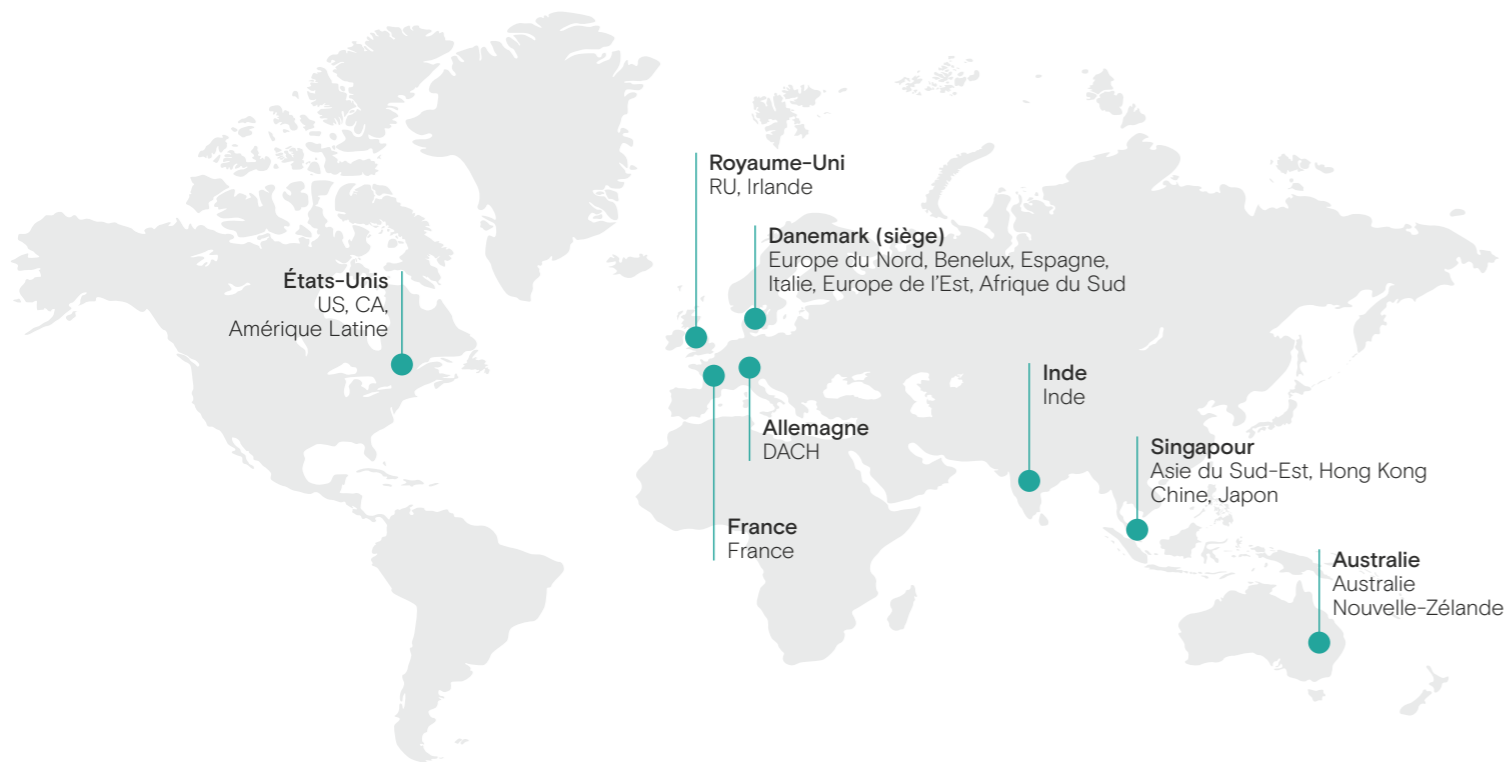 Royaume-Uni
RU, Irlande
Danemark (siège)
Europe du Nord, Benelux, Espagne,
Italie, Europe de l'Est, Afrique du Sud
États-Unis
US, CA,
Amérique Latine
Inde
Inde
Allemagne
DACH
Singapour
Asie du Sud-Est, Hong Kong
Chine, Japon
France
France
Australie
Australie
Nouvelle-Zélande